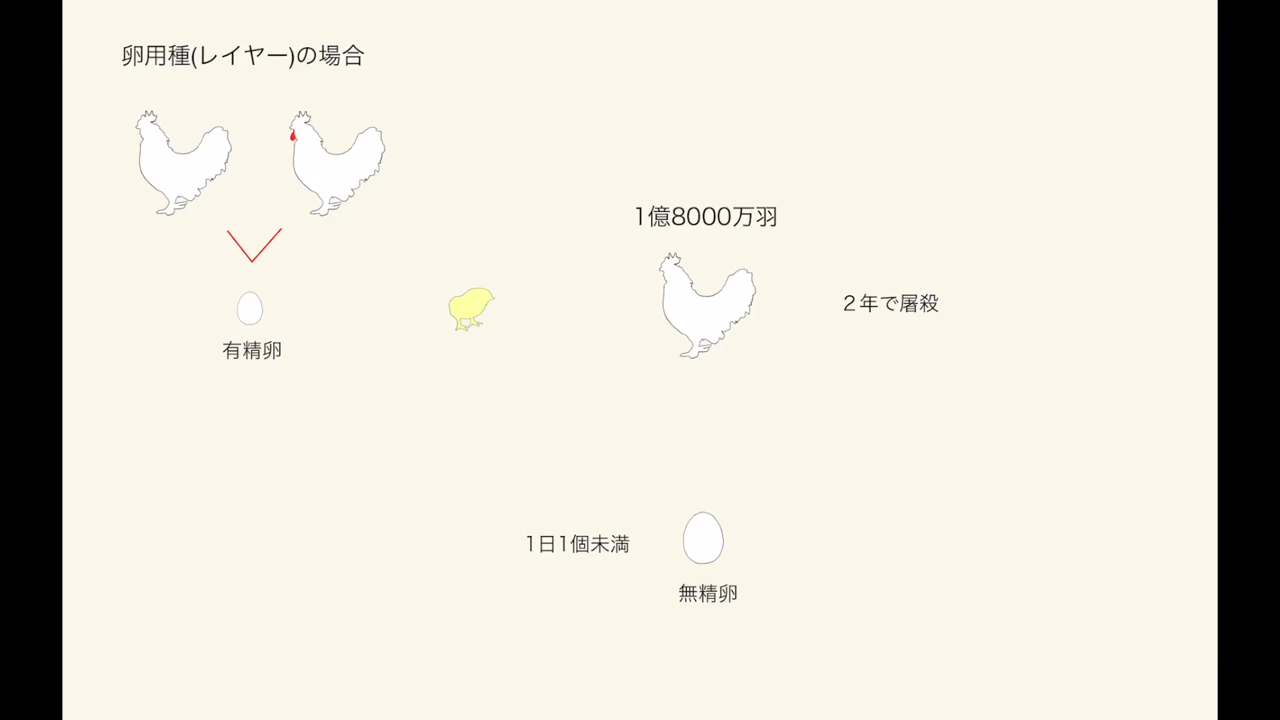 卵用種(レイヤー)の場合
1億8000万羽
２年で屠殺
有精卵
1日1個未満
無精卵